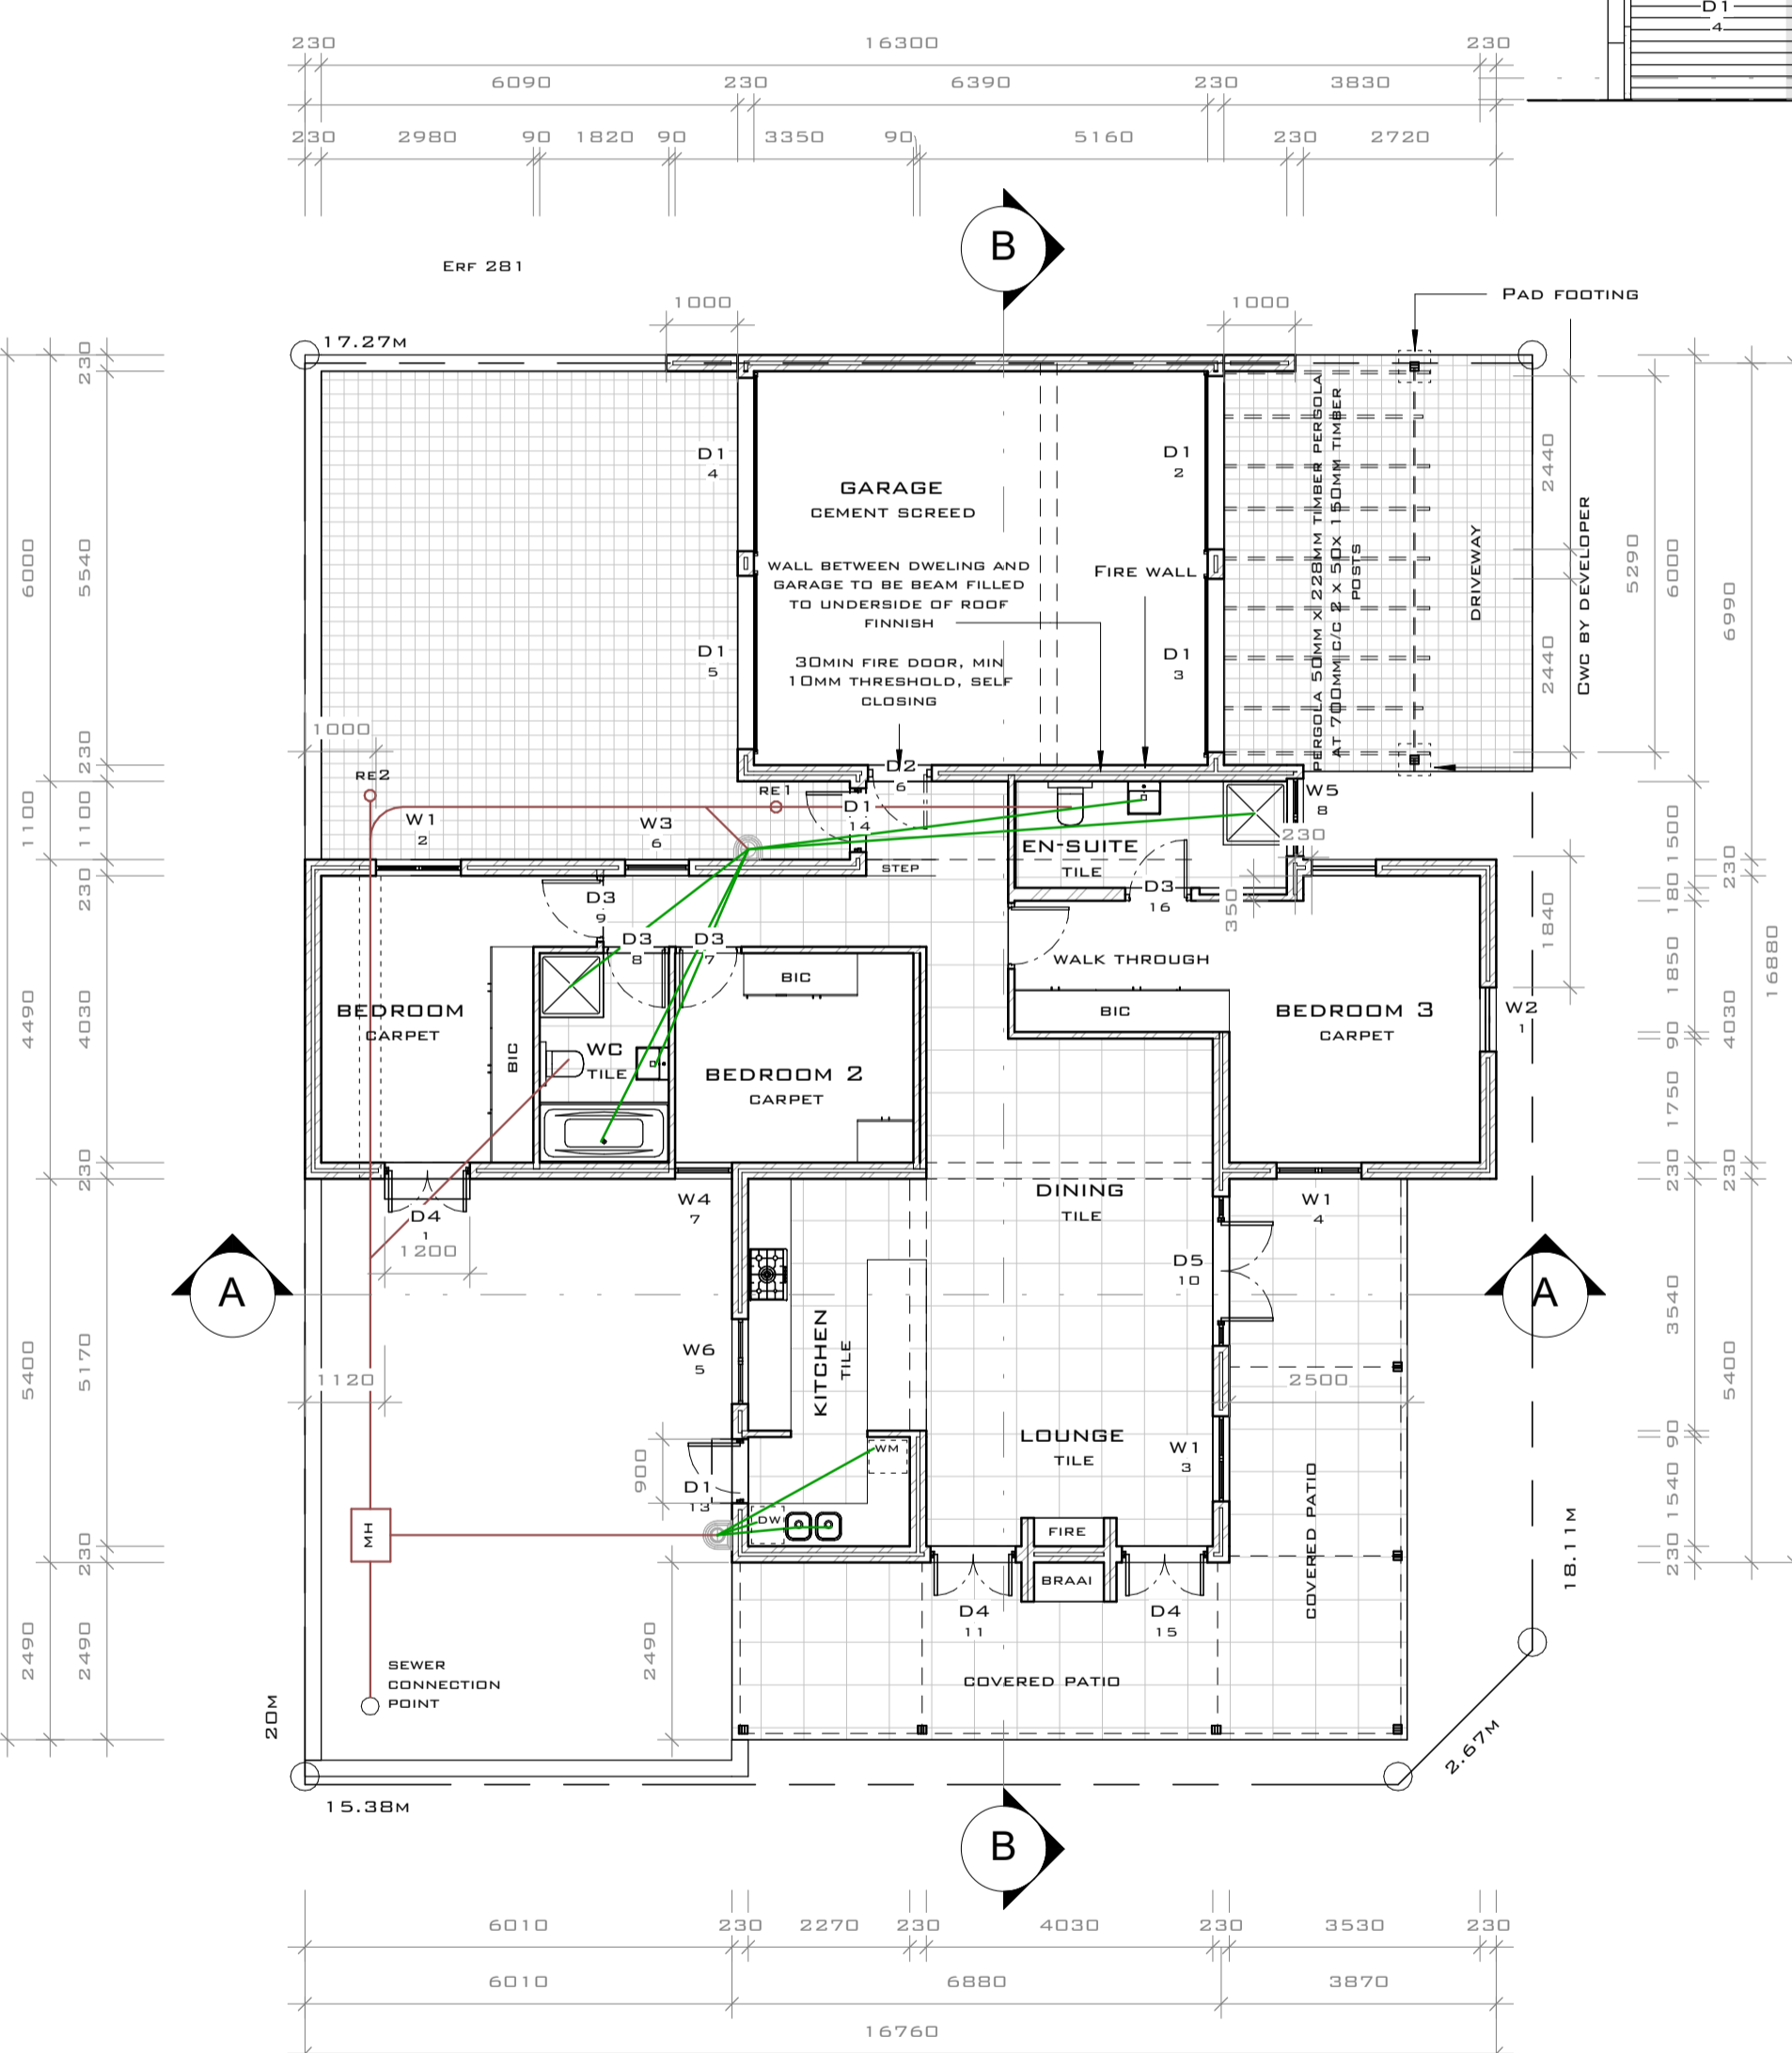 D1
4
230 16300 230
6090 230 6390 230 3830
230 2980 90 1820 90 3350 90 5160 230 2720
B
Erf 281
1000 1000
PAD FOOTING
17.27M
230
6000
5540
230
1100 1100
230
4490 4030
230
5400 5170
230
2490 2490
D1
4
D1
2
GARAGE
CEMENT SCREED
WALL BETWEEN DWELING AND
GARAGE TO BE BEAM FILLED
TO UNDERSIDE OF ROOF
FINNISH
FIRE WALL
30MIN FIRE DOOR, MIN
10MM THRESHOLD, SELF
CLOSING
D1
5
D1
3
PERGOLA 50MM X 228MM TIMBER PERGOLA
AT 700MM C/C 2 X 50X 150MM TIMBER
POSTS
DRIVEWAY
CWC BY DEVELOPER
2440
2440
5290
6000
6990
1000
RE2
RE1
D2
6
D1
14
W1
2
W3
6
W5
8
230
EN-SUITE
TILE
STEP
D3
9
D3
8
D3
7
D3
16
350
1840
1500
230
180
1850
4030
90
1750
230
230
16880
WALK THROUGH
BIC
BIC
BEDROOM
CARPET
BIC
WC
TILE
BEDROOM 2
CARPET
BEDROOM 3
CARPET
W2
1
W4
7
D4
1
1200
DINING
TILE
W1
4
D5
10
A
A
3540
5400
90
1540
230
KITCHEN
TILE
W6
5
1120
2500
LOUNGE
TILE
W1
3
WM
900
D1
13
DW
MH
FIRE
BRAAI
COVERED PATIO
D4
11
D4
15
18.11M
2490
SEWER
CONNECTION
POINT
COVERED PATIO
20M
2.67M
15.38M
B
6010 230 2270 230 4030 230 3530 230
6010 6880 3870
16760